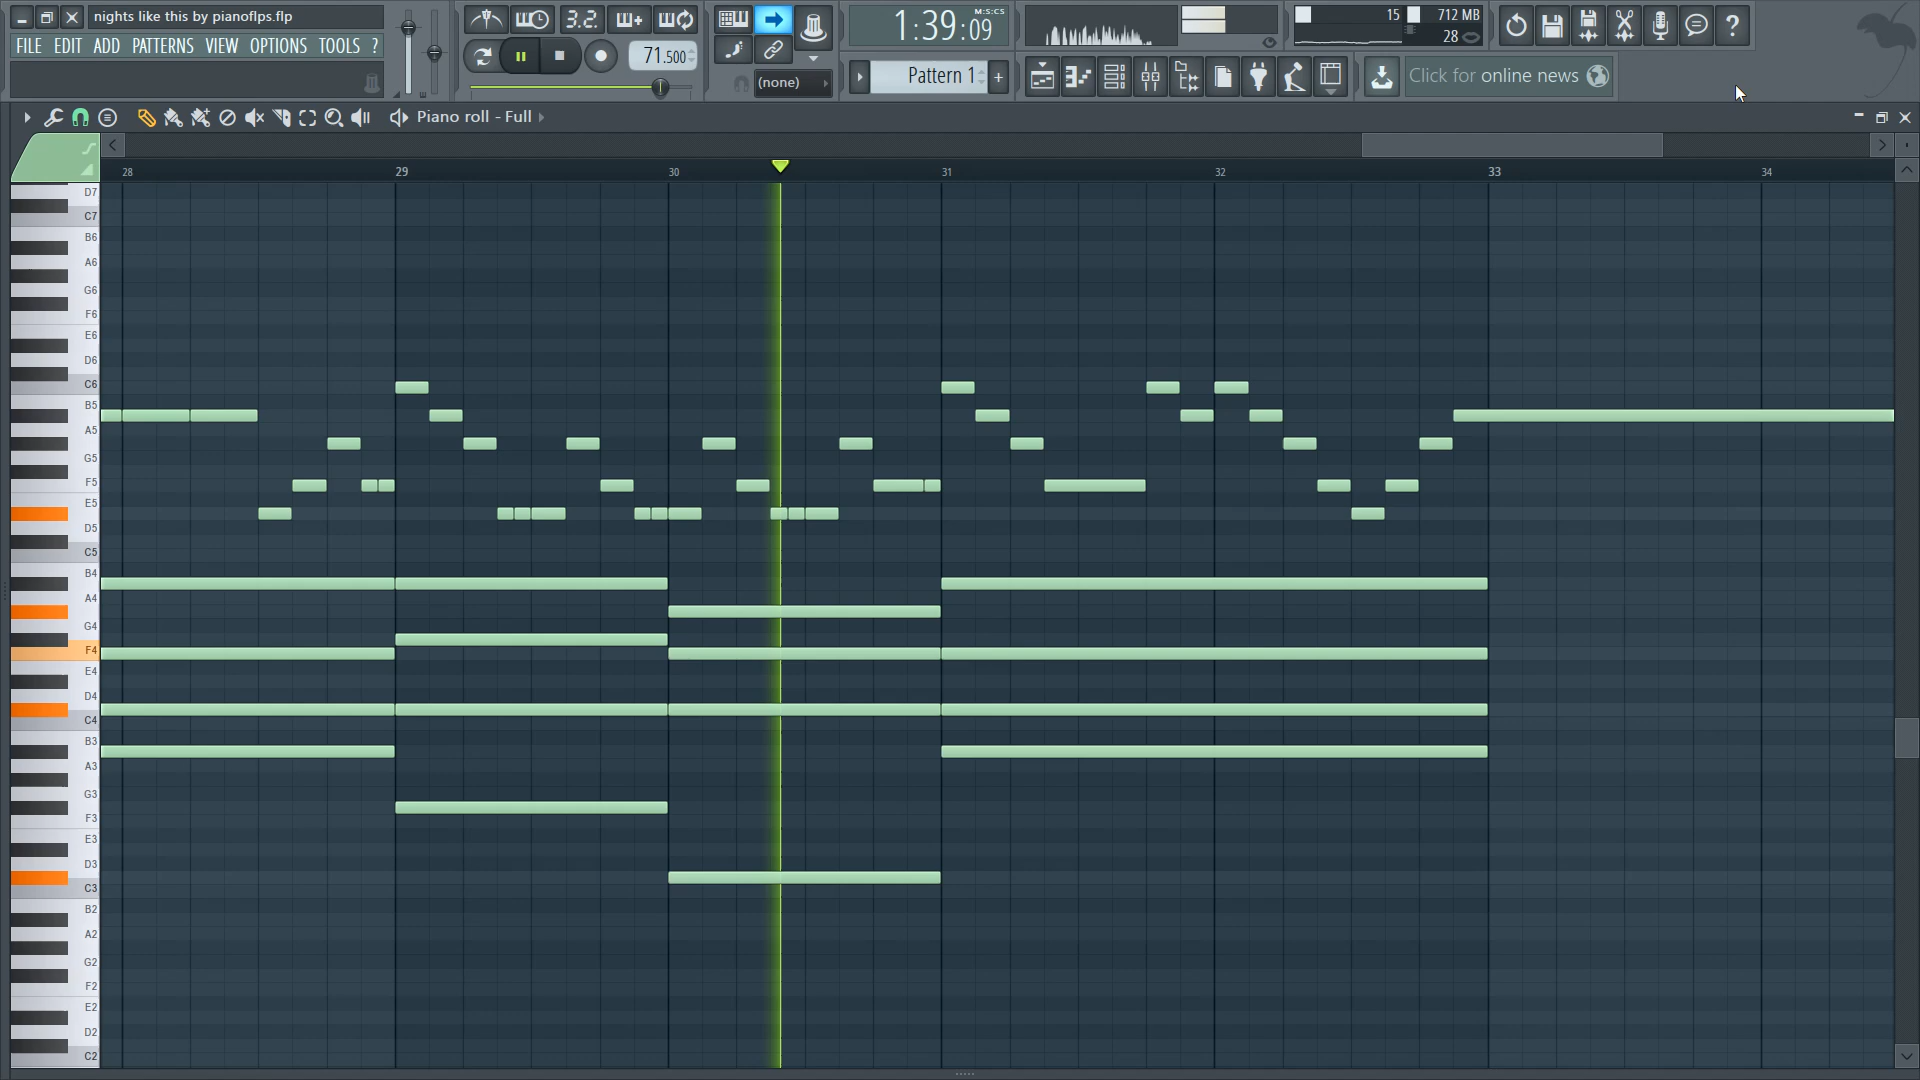 nights like this by pianoflps.flp
FILE EDIT ADD PATTERNS VIEW OPTIONS TOOLS ?
3.2.
71.500
(none)
1:39:09
M:S:CS
Pattern 1
15
712 MB
28
Click for online news
Piano roll - Full
28 29 30 31 32 33 34
D7
C7
B6
A6
G6
F6
E6
D6
C6
B5
A5
G5
F5
E5
D5
C5
B4
A4
G4
F4
E4
D4
C4
B3
A3
G3
F3
E3
D3
C3
B2
A2
G2
F2
E2
D2
C2